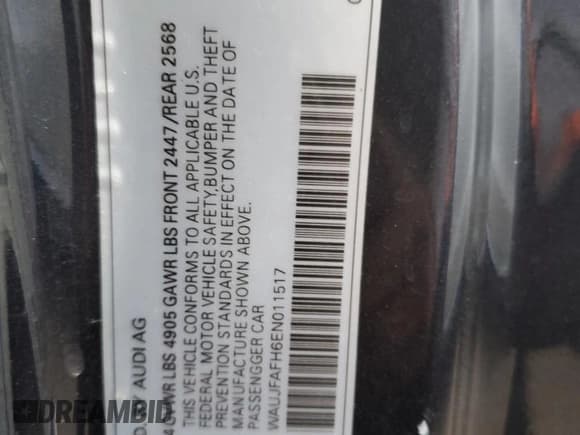 AUDI AG
GVWR LBS 4905 GAWR LBS FRONT 2447/REAR 2568
THIS VEHICLE CONFORMS TO ALL APPLICABLE U.S.
FEDERAL MOTOR VEHICLE SAFETY,BUMPER AND THEFT
PREVENTION STANDARDS IN EFFECT ON THE DATE OF
MANUFACTURE SHOWN ABOVE.
PASSENGGER CAR
WAUJFAFH6EN011517
DREAMBID